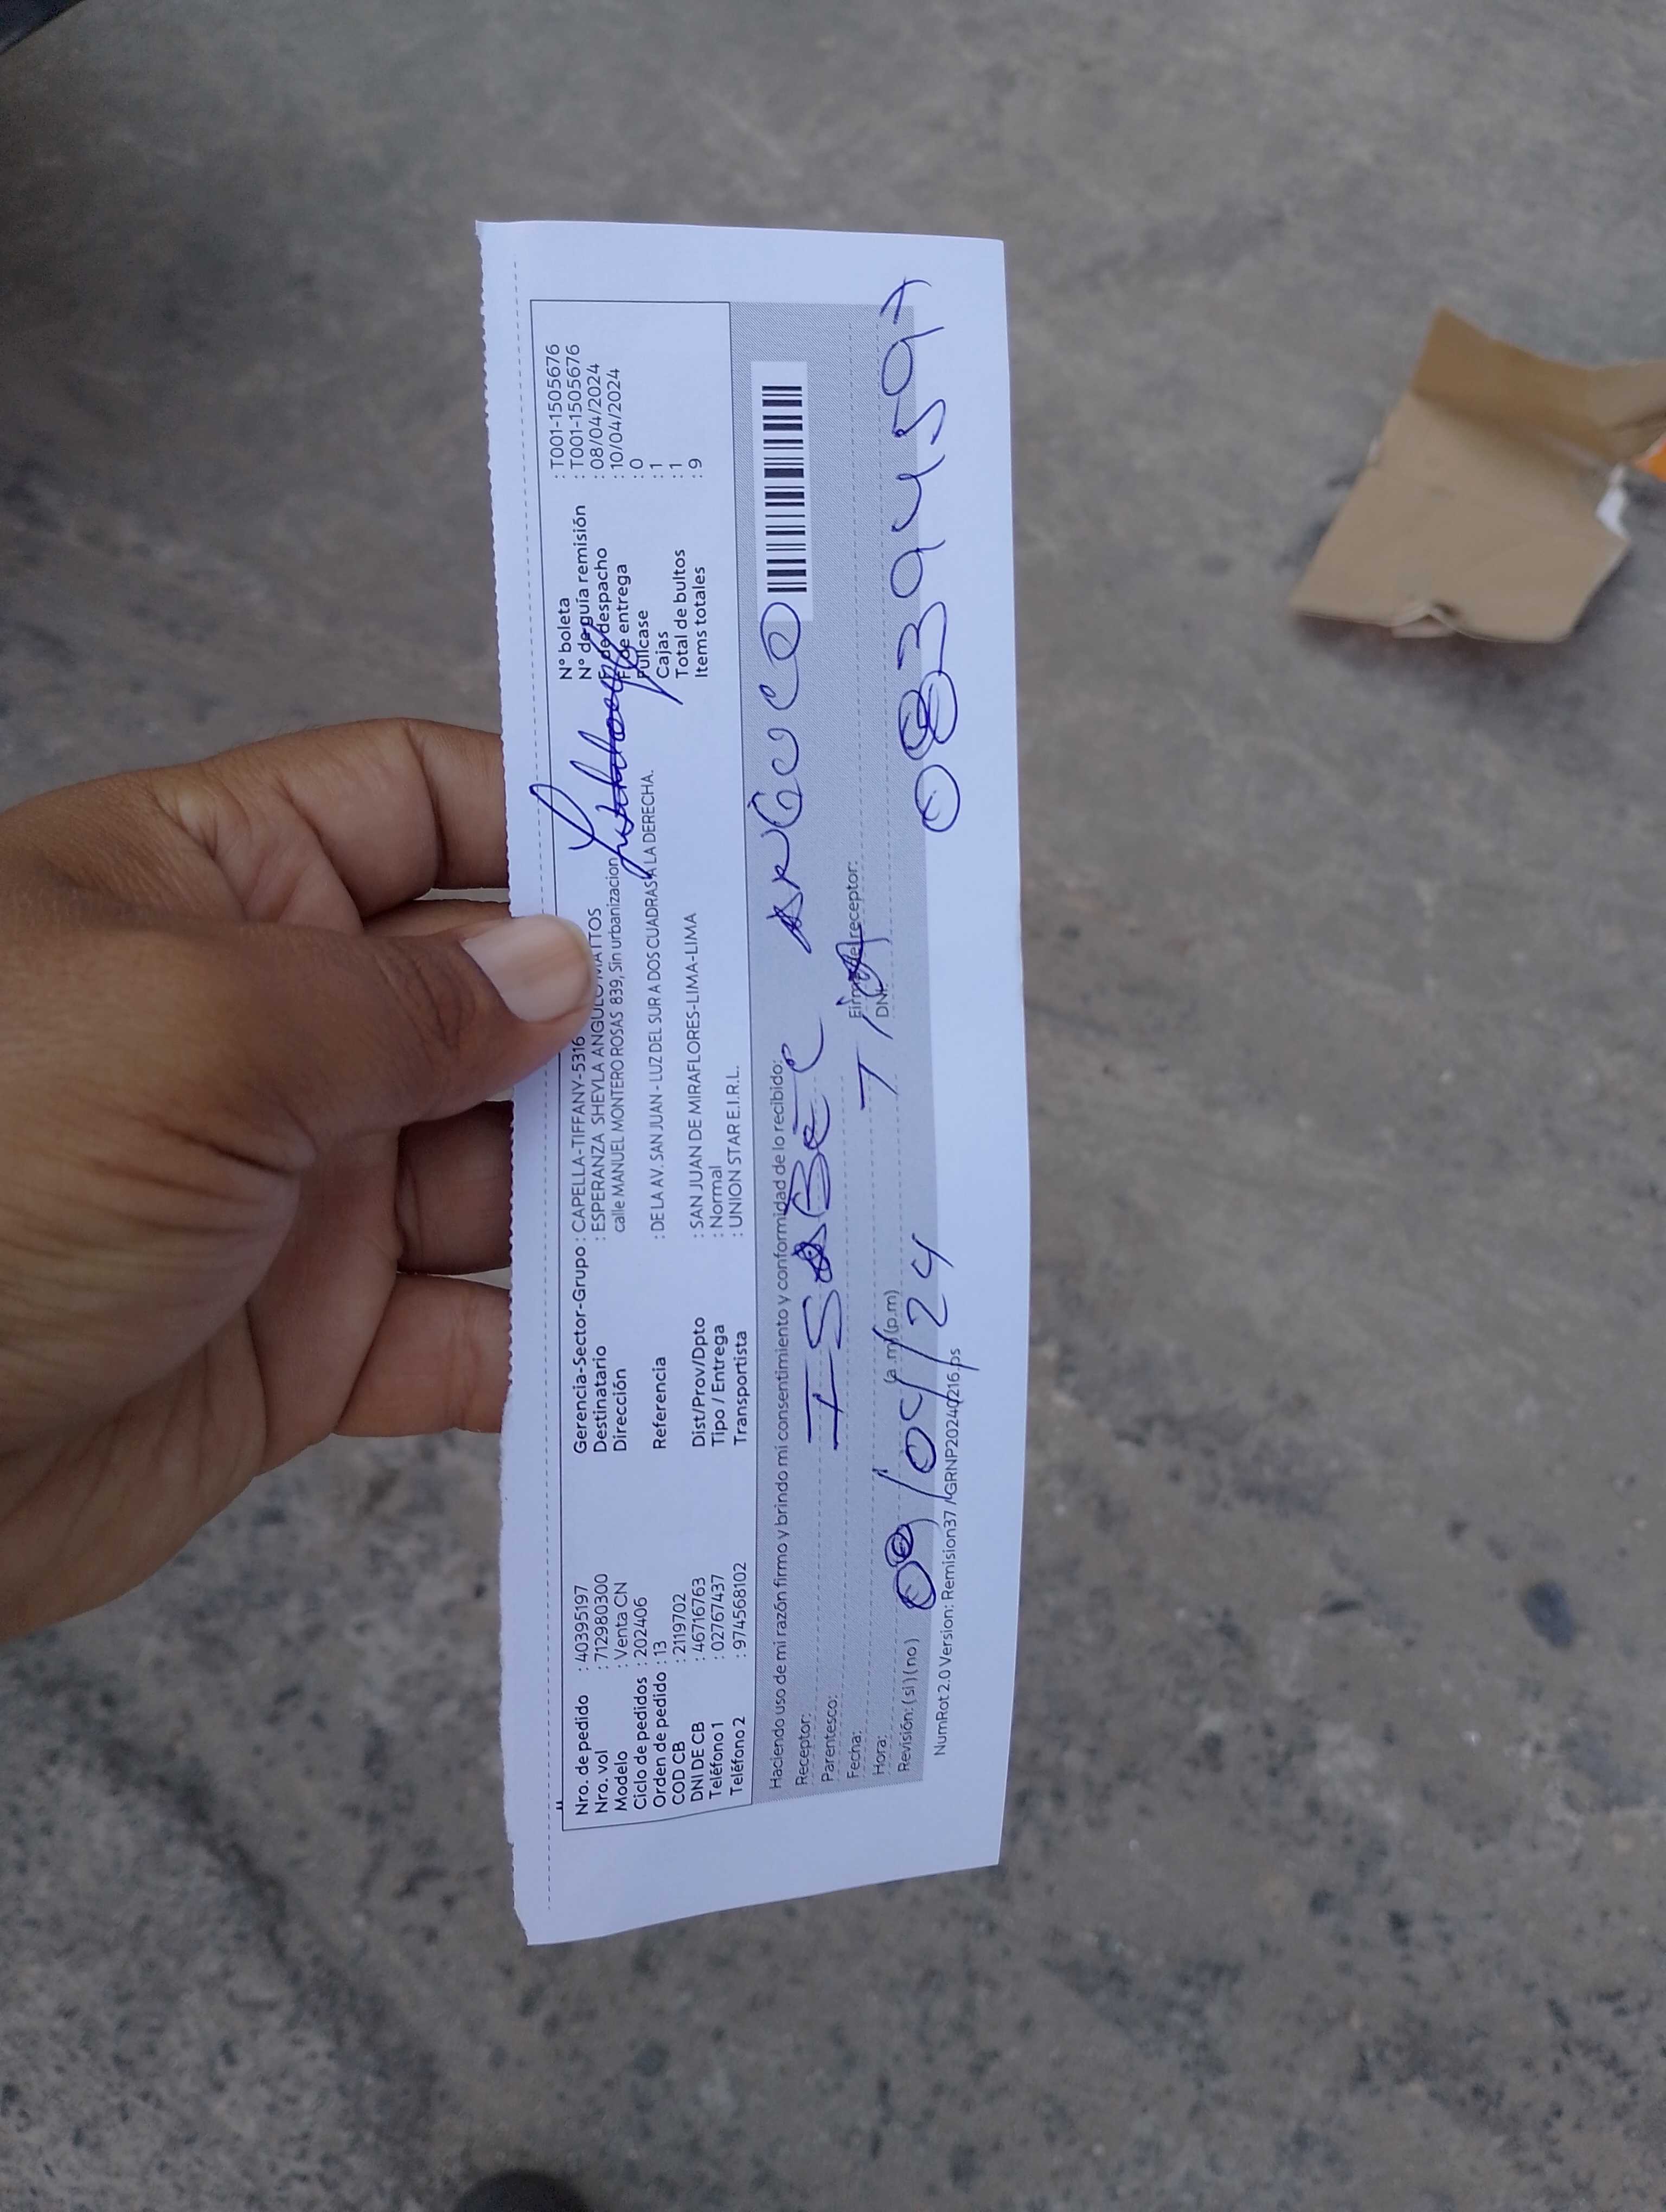 Nro. de pedido : 40395197
Nro. vol : 712980300
Modelo : Venta CN
Ciclo de pedidos : 202406
Orden de pedido : 13
COD CB : 2119702
DNI DE CB : 46716763
Teléfono 1 : 02767437
Teléfono 2 : 974568102
Gerencia-Sector-Grupo : CAPELLA-TIFFANY-5316
Destinatario : ESPERANZA SHEYLA ANGULO MATTOS
Dirección calle MANUEL MONTERO ROSAS 839, Sin urbanizacion
Referencia : DE LA AV. SAN JUAN - LUZ DEL SUR A DOS CUADRAS A LA DERECHA.
Dist/Prov/Dpto : SAN JUAN DE MIRAFLORES-LIMA-LIMA
Tipo / Entrega : Normal
Transportista : UNION STAR E.I.R.L.
N° boleta : T001-1505676
N° de guía remisión : T001-1505676
F. de despacho : 08/04/2024
F. de entrega : 10/04/2024
Fullcase : 0
Cajas : 1
Total de bultos : 1
Items totales : 9
Haciendo uso de mi razón firmo y brindo mi consentimiento y conformidad de lo recibido:
Receptor: ISABEL ANGULO
Parentesco: TIA
Fecha: 09/04/24
Hora: (a.m)(p.m)
Revisión: (si) (no)
Firma del receptor:
DNI: 08394597
NumRot 2.0 Version: Remision37 /GRNP20240216.ps